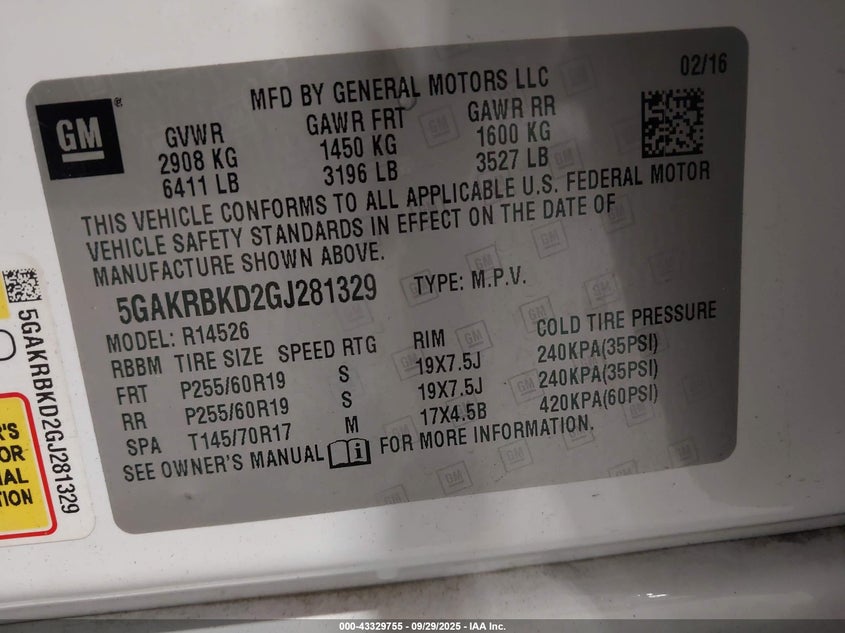 GM
®
MFD BY GENERAL MOTORS LLC
02/16
GVWR GAWR FRT GAWR RR
2908 KG 1450 KG 1600 KG
6411 LB 3196 LB 3527 LB
THIS VEHICLE CONFORMS TO ALL APPLICABLE U.S. FEDERAL MOTOR
VEHICLE SAFETY STANDARDS IN EFFECT ON THE DATE OF
MANUFACTURE SHOWN ABOVE.
5GAKRBKD2GJ281329 TYPE: M.P.V.
MODEL: R14526
RBBM TIRE SIZE SPEED RTG RIM COLD TIRE PRESSURE
FRT P255/60R19 S 19X7.5J 240KPA(35PSI)
RR P255/60R19 S 19X7.5J 240KPA(35PSI)
SPA T145/70R17 M 17X4.5B 420KPA(60PSI)
SEE OWNER'S MANUAL FOR MORE INFORMATION.
5GAKRBKD2GJ281329
R'S
OR
000-43329755 - 09/29/2025 - IAA Inc.